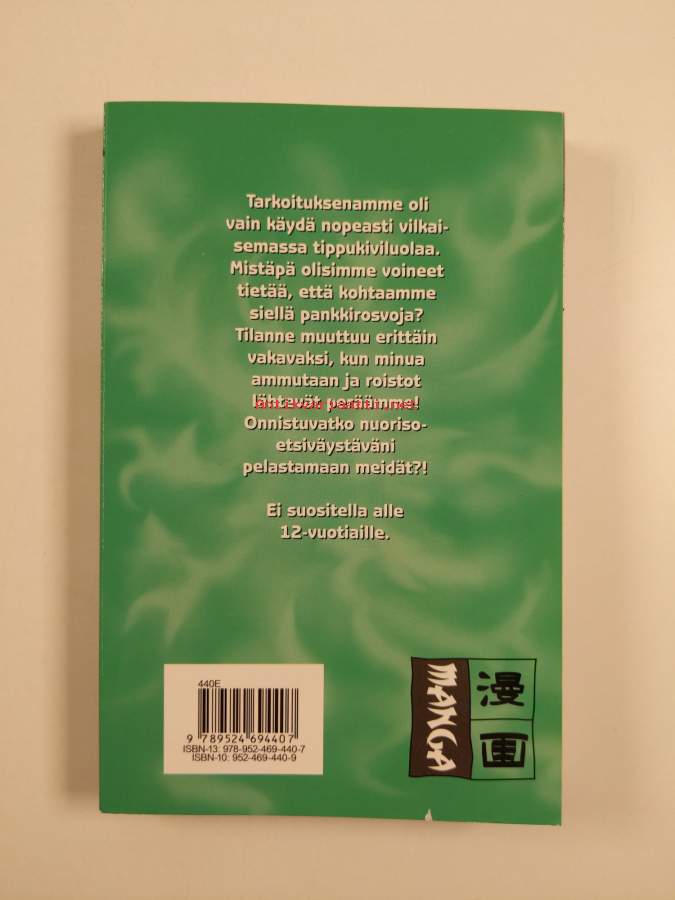 Tarkoituksenamme oli
vain käydä nopeasti vilkai-
semassa tippukiviluolaa.
Mistäpä olisimme voineet
tietää, että kohtaamme
siellä pankkirosvoja?
Tilanne muuttuu erittäin
vakavaksi, kun minua
ammutaan ja roistot
lähtevät peräämme!
Onnistuvatko nuoriso-
etsiväystäväni
pelastamaan meidät?!
Ei suositella alle
12-vuotiaille.
440E
9 789524 694407
ISBN-13: 978-952-469-440-7
ISBN-10: 952-469-440-9
MANGA
漫画